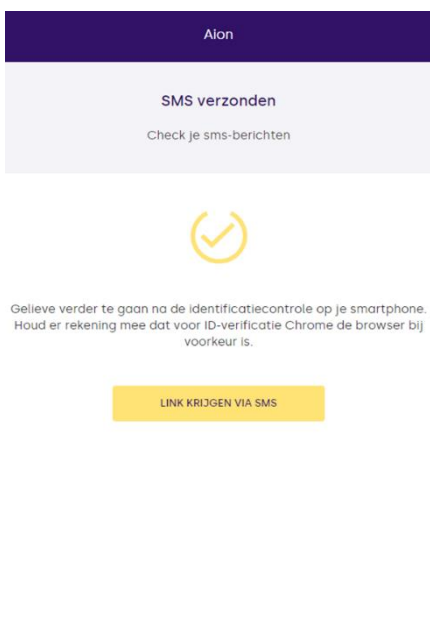 Aion
SMS verzonden
Check je sms-berichten
Gelieve verder te gaan na de identificatiecontrole op je smartphone.
Houd er rekening mee dat voor ID-verificatie Chrome de browser bij
voorkeur is.
LINK KRIJGEN VIA SMS